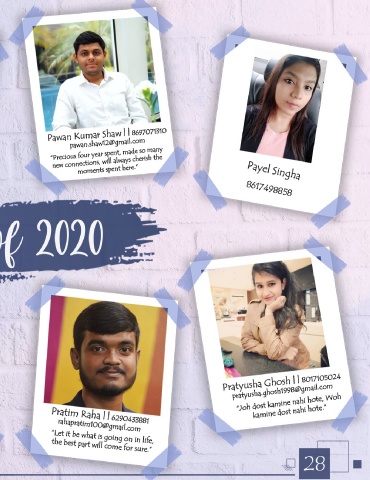 Pawan Kumar Shaw || 8697071310
pawan.shaw12@gmail.com
"Precious four year spent, made so many
new connections, will always cherish the
moments spent here."
Payel Singha
8617498858
of 2020
Pratim Raha || 6290433881
rahapratim100@gmail.com
"Let it be what is going on in life,
the best part will come for sure."
Pratyusha Ghosh || 8017105024
pratyusha.ghosh1998@gmail.com
"Joh dost kamine nahi hote, Woh
kamine dost nahi hote."
28